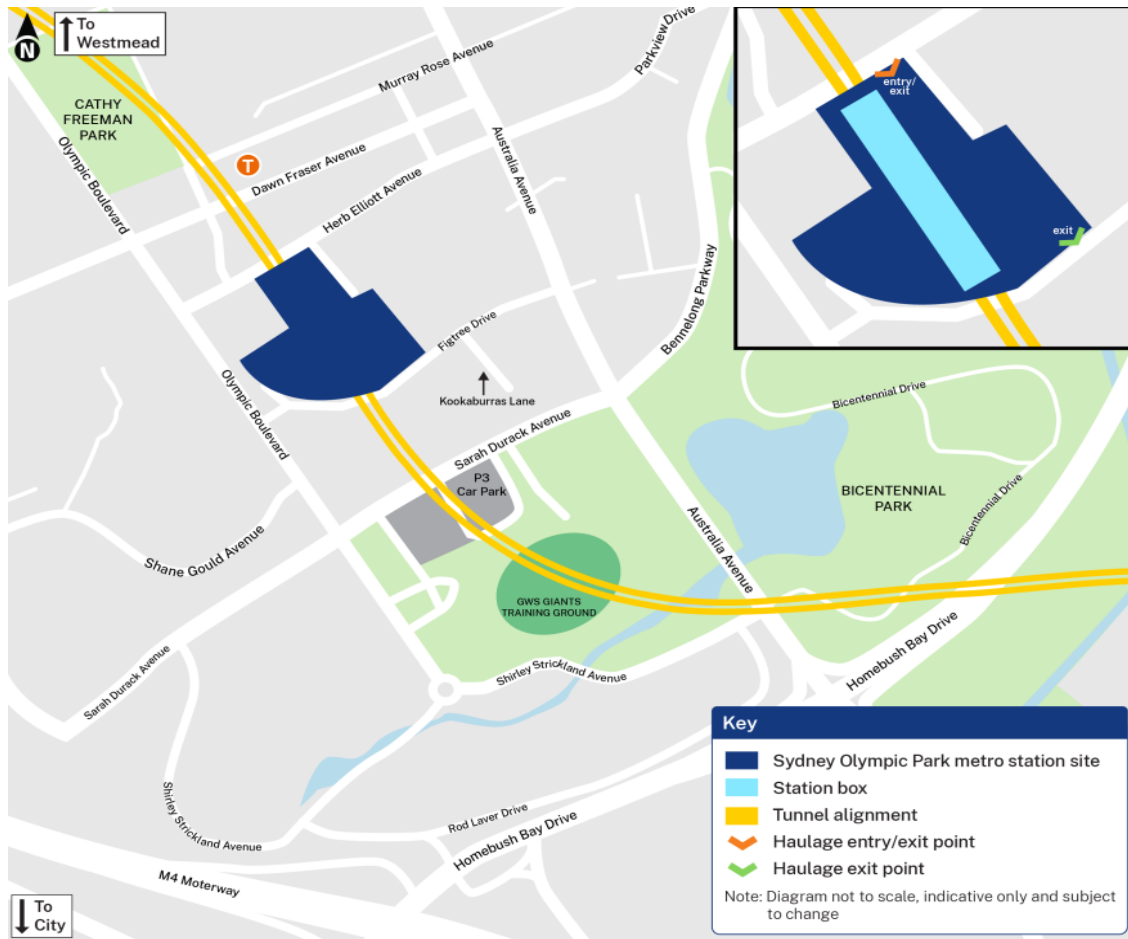 To
Westmead
N
CATHY
FREEMAN
PARK
Olympic Boulevard
T
Murray Rose Avenue
Parkview Drive
Dawn Fraser Avenue
Australia Avenue
Herb Elliott Avenue
entry/
exit
exit
Bennelong Parkway
Figtree Drive
Kookaburras Lane
Olympic Boulevard
Bicentennial Drive
Sarah Durack Avenue
P3
Car Park
BICENTENNIAL
PARK
Bicentennial Drive
Australia Avenue
Shane Gould Avenue
GWS GIANTS
TRAINING GROUND
Shirley Strickland Avenue
Homebush Bay Drive
Sarah Durack Avenue
Shirley Strickland Avenue
Rod Laver Drive
Homebush Bay Drive
M4 Moterway
To
City
Key
Sydney Olympic Park metro station site
Station box
Tunnel alignment
Haulage entry/exit point
Haulage exit point
Note: Diagram not to scale, indicative only and subject
to change